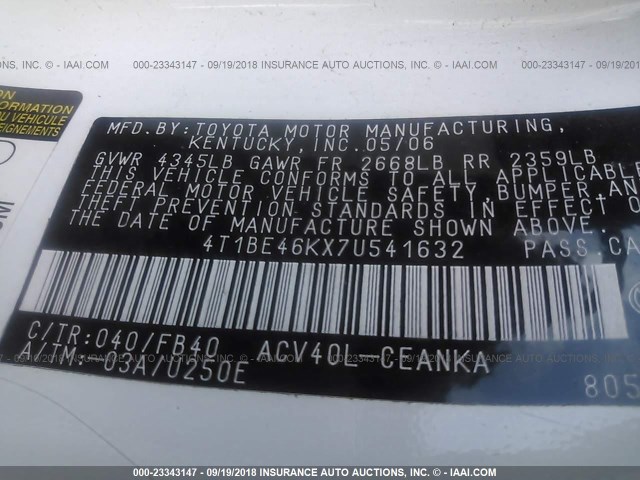 000-23343147 - 09/19/2018 INSURANCE AUTO AUCTIONS, INC. - © IAAI.COM
ON
FORMATION
U VEHICULE
SEIGNEMENTS
MFD.BY:TOYOTA MOTOR MANUFACTURING,
KENTUCKY,INC.05/06
GVWR 4345LB GAWR FR 2668LB RR 2359LB
THIS VEHICLE CONFORMS TO ALL APPLICABLE
FEDERAL MOTOR VEHICLE SAFETY,BUMPER,AND
THEFT PREVENTION STANDARDS IN EFFECT O
THE DATE OF MANUFACTURE SHOWN ABOVE.
4T1BE46KX7U541632 PASS.CA
C/TR:040/FB40 ACV40L-CEANKA
A/TM:-03A/U250E
805
000-23343147 - 09/19/2018 INSURANCE AUTO AUCTIONS, INC. - © IAAI.COM